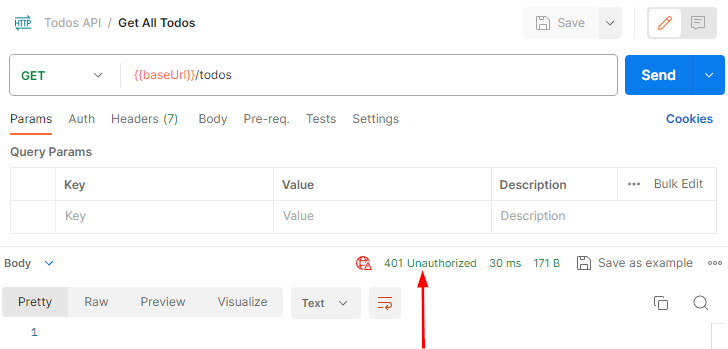 HTTP Todos API / Get All Todos Save
GET {{baseUrl}}/todos Send
Params Auth Headers (7) Body Pre-req. Tests Settings Cookies
Query Params
Key Value Description ••• Bulk Edit
Key Value Description
Body 401 Unauthorized 30 ms 171 B Save as example
Pretty Raw Preview Visualize Text
1